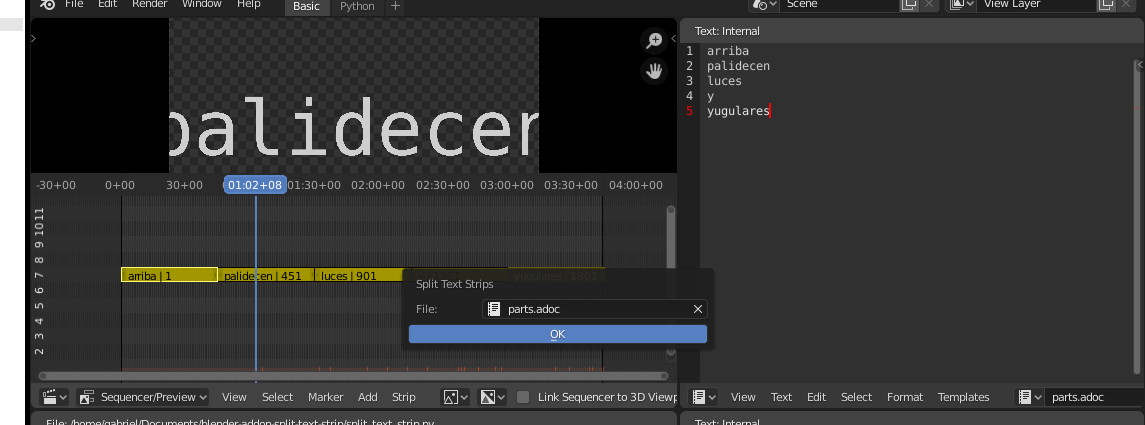 File Edit Render Window Help Basic Python + Scene View Layer
Text: Internal
1 arriba
2 palidecen
3 luces
4 y
5 yugulares
palidecen
-30+00 0+00 30+00 01:02+08 01:30+00 02:00+00 02:30+00 03:00+00 03:30+00 04:00+00
11
10
9
8
7
6
5
4
3
2
arriba | 1 palidecen | 451 luces | 901 yugulares | 1801
Split Text Strips
File: parts.adoc
OK
Sequencer/Preview View Select Marker Add Strip Link Sequencer to 3D Viewp
View Text Edit Select Format Templates parts.adoc
File: /home/gabriel/Documents/blender-addon-split-text-strip/split_text_strip.py
Text: Internal